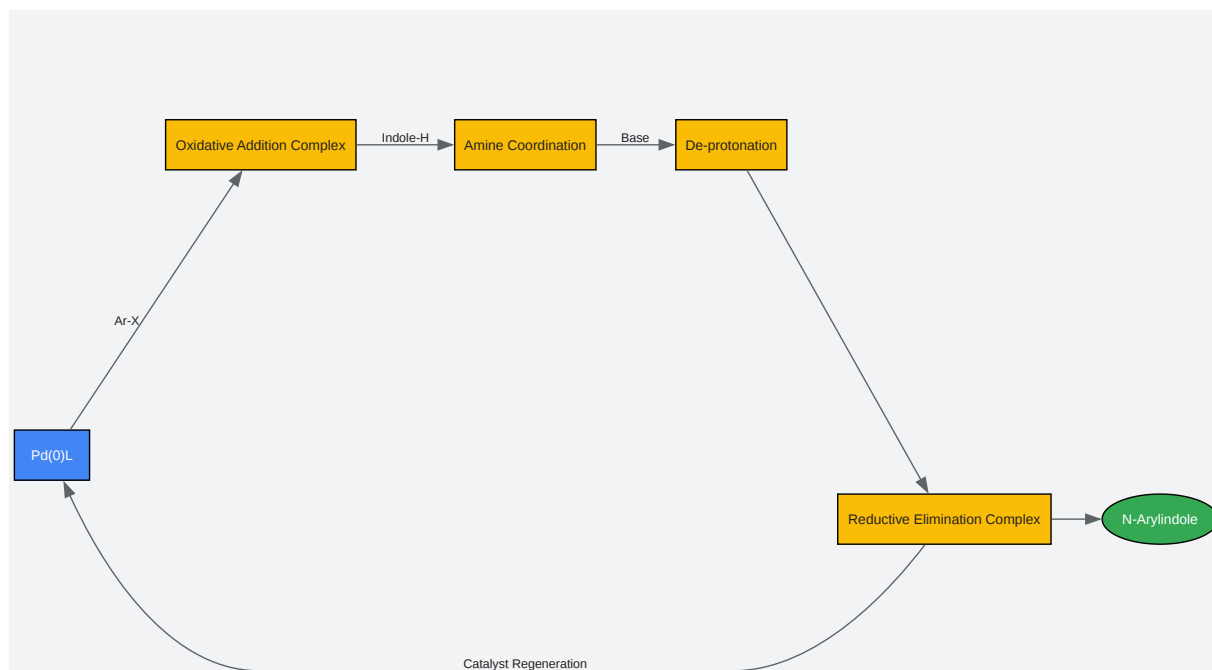 Oxidative Addition Complex
Indole-H
Amine Coordination
Base
De-protonation
Ar-X
Pd(0)L
Reductive Elimination Complex
N-Arylindole
Catalyst Regeneration